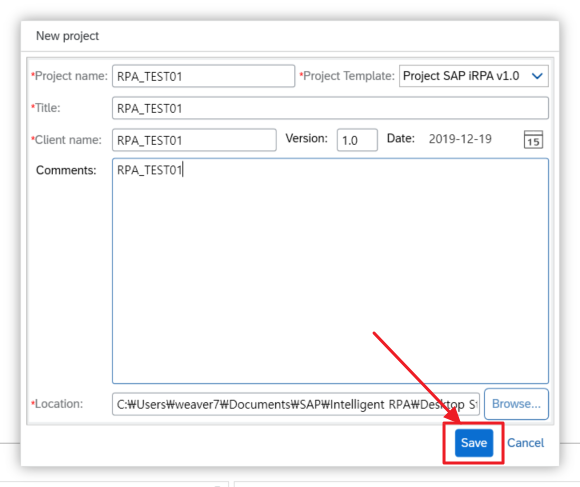 New project
*Project name: RPA_TEST01 *Project Template: Project SAP iRPA v1.0
*Title: RPA_TEST01
*Client name: RPA_TEST01 Version: 1.0 Date: 2019-12-19 15
Comments: RPA_TEST01
*Location: C:₩Users₩weaver7₩Documents₩SAP₩Intelligent RPA₩Desktop Browse...
Save Cancel